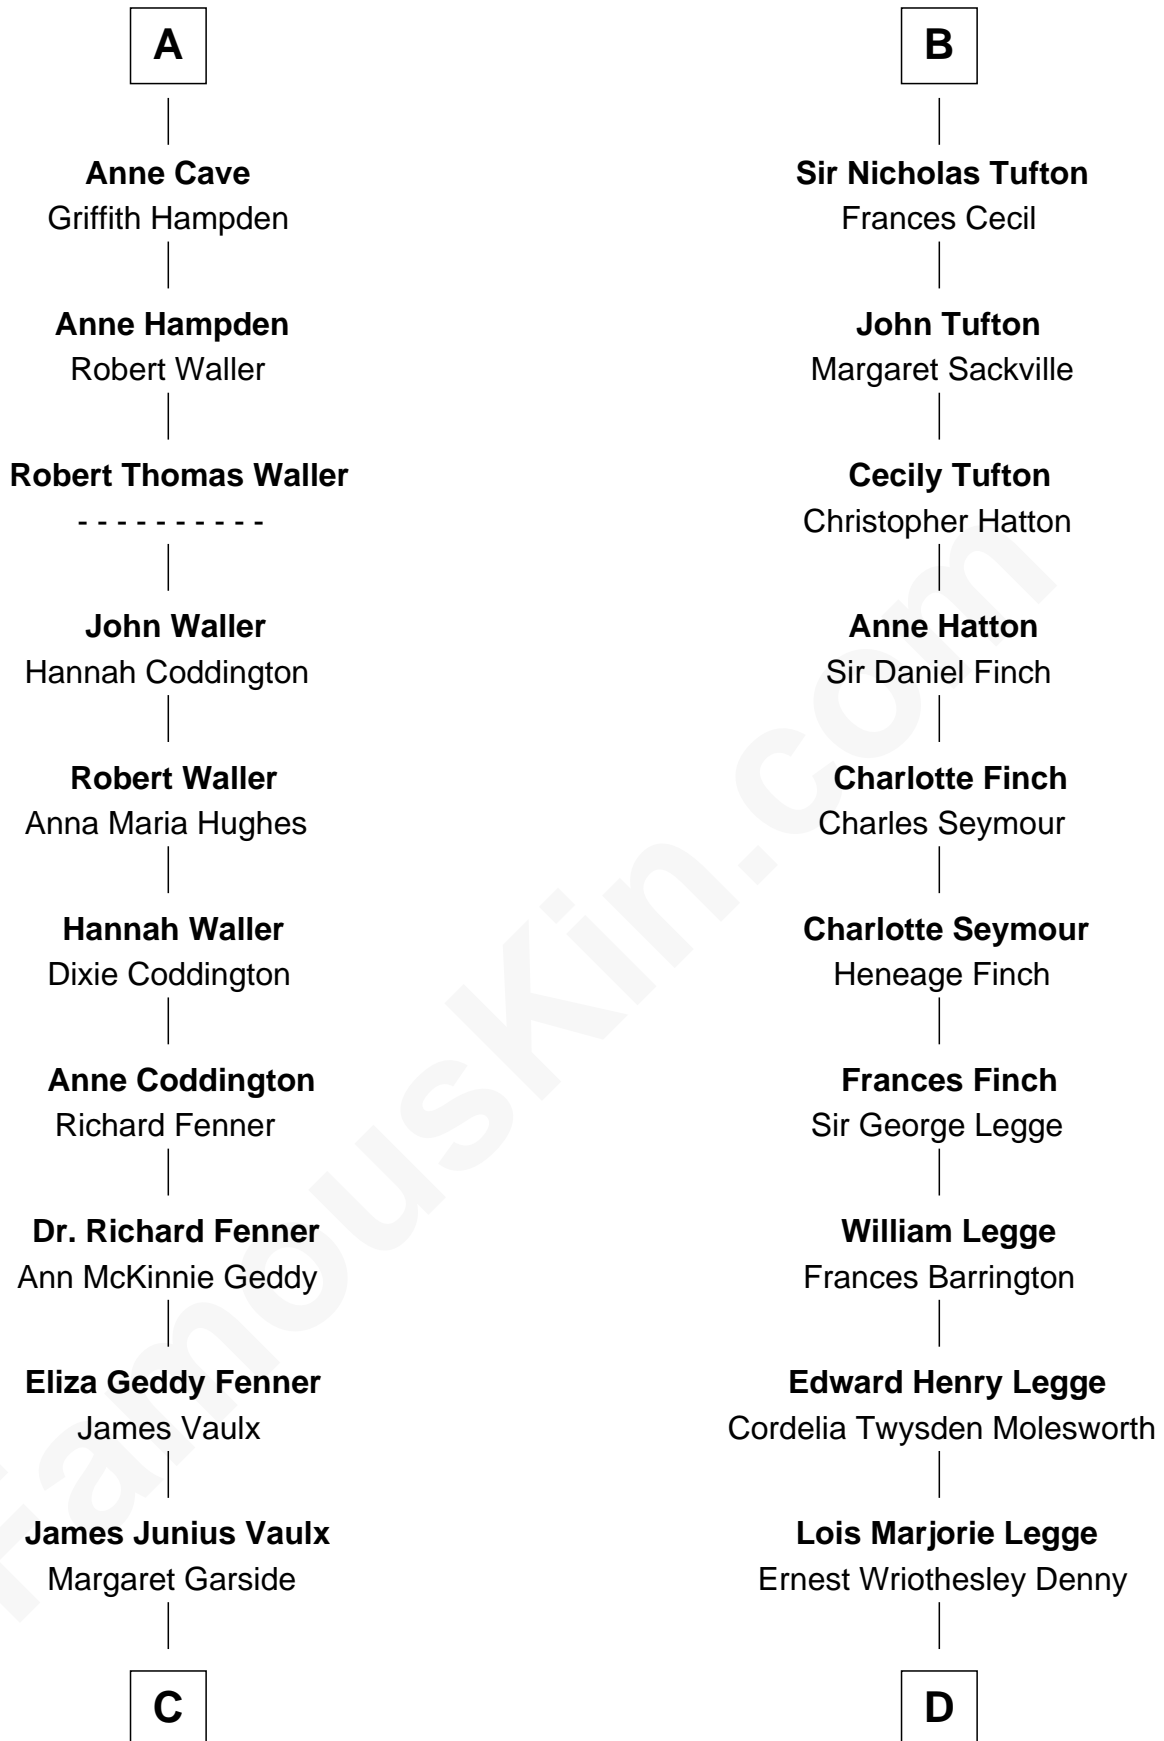 A
Anne Cave
Griffith Hampden
Anne Hampden
Robert Waller
Robert Thomas Waller
- - - - - - - - - -
John Waller
Hannah Coddington
Robert Waller
Anna Maria Hughes
Hannah Waller
Dixie Coddington
Anne Coddington
Richard Fenner
Dr. Richard Fenner
Ann McKinnie Geddy
Eliza Geddy Fenner
James Vaulx
James Junius Vaulx
Margaret Garside
C
B
Sir Nicholas Tufton
Frances Cecil
John Tufton
Margaret Sackville
Cecily Tufton
Christopher Hatton
Anne Hatton
Sir Daniel Finch
Charlotte Finch
Charles Seymour
Charlotte Seymour
Heneage Finch
Frances Finch
Sir George Legge
William Legge
Frances Barrington
Edward Henry Legge
Cordelia Twysden Molesworth
Lois Marjorie Legge
Ernest Wriothesley Denny
D
FamousKin.com